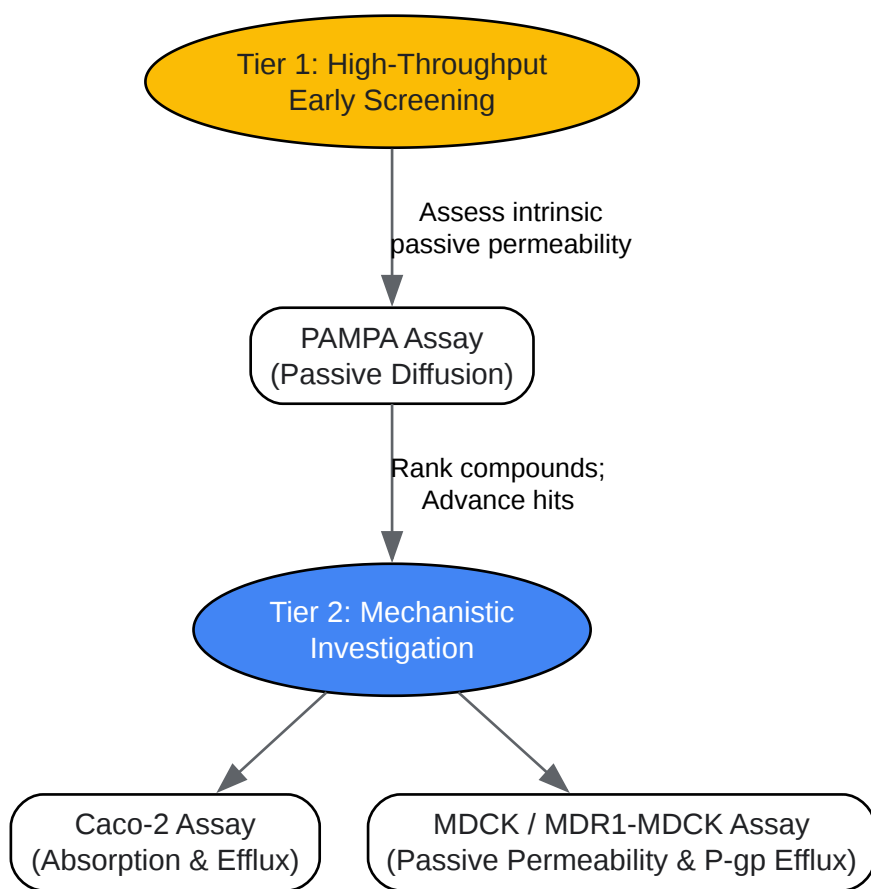 Tier 1: High-Throughput
Early Screening
Assess intrinsic
passive permeability
PAMPA Assay
(Passive Diffusion)
Rank compounds;
Advance hits
Tier 2: Mechanistic
Investigation
Caco-2 Assay
(Absorption & Efflux)
MDCK / MDR1-MDCK Assay
(Passive Permeability & P-gp Efflux)